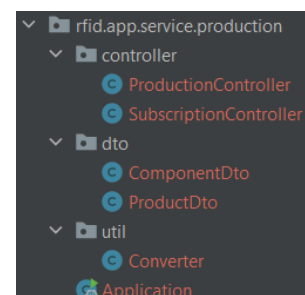 rfid.app.service.production
controller
ProductionController
SubscriptionController
dto
ComponentDto
ProductDto
util
Converter
Application